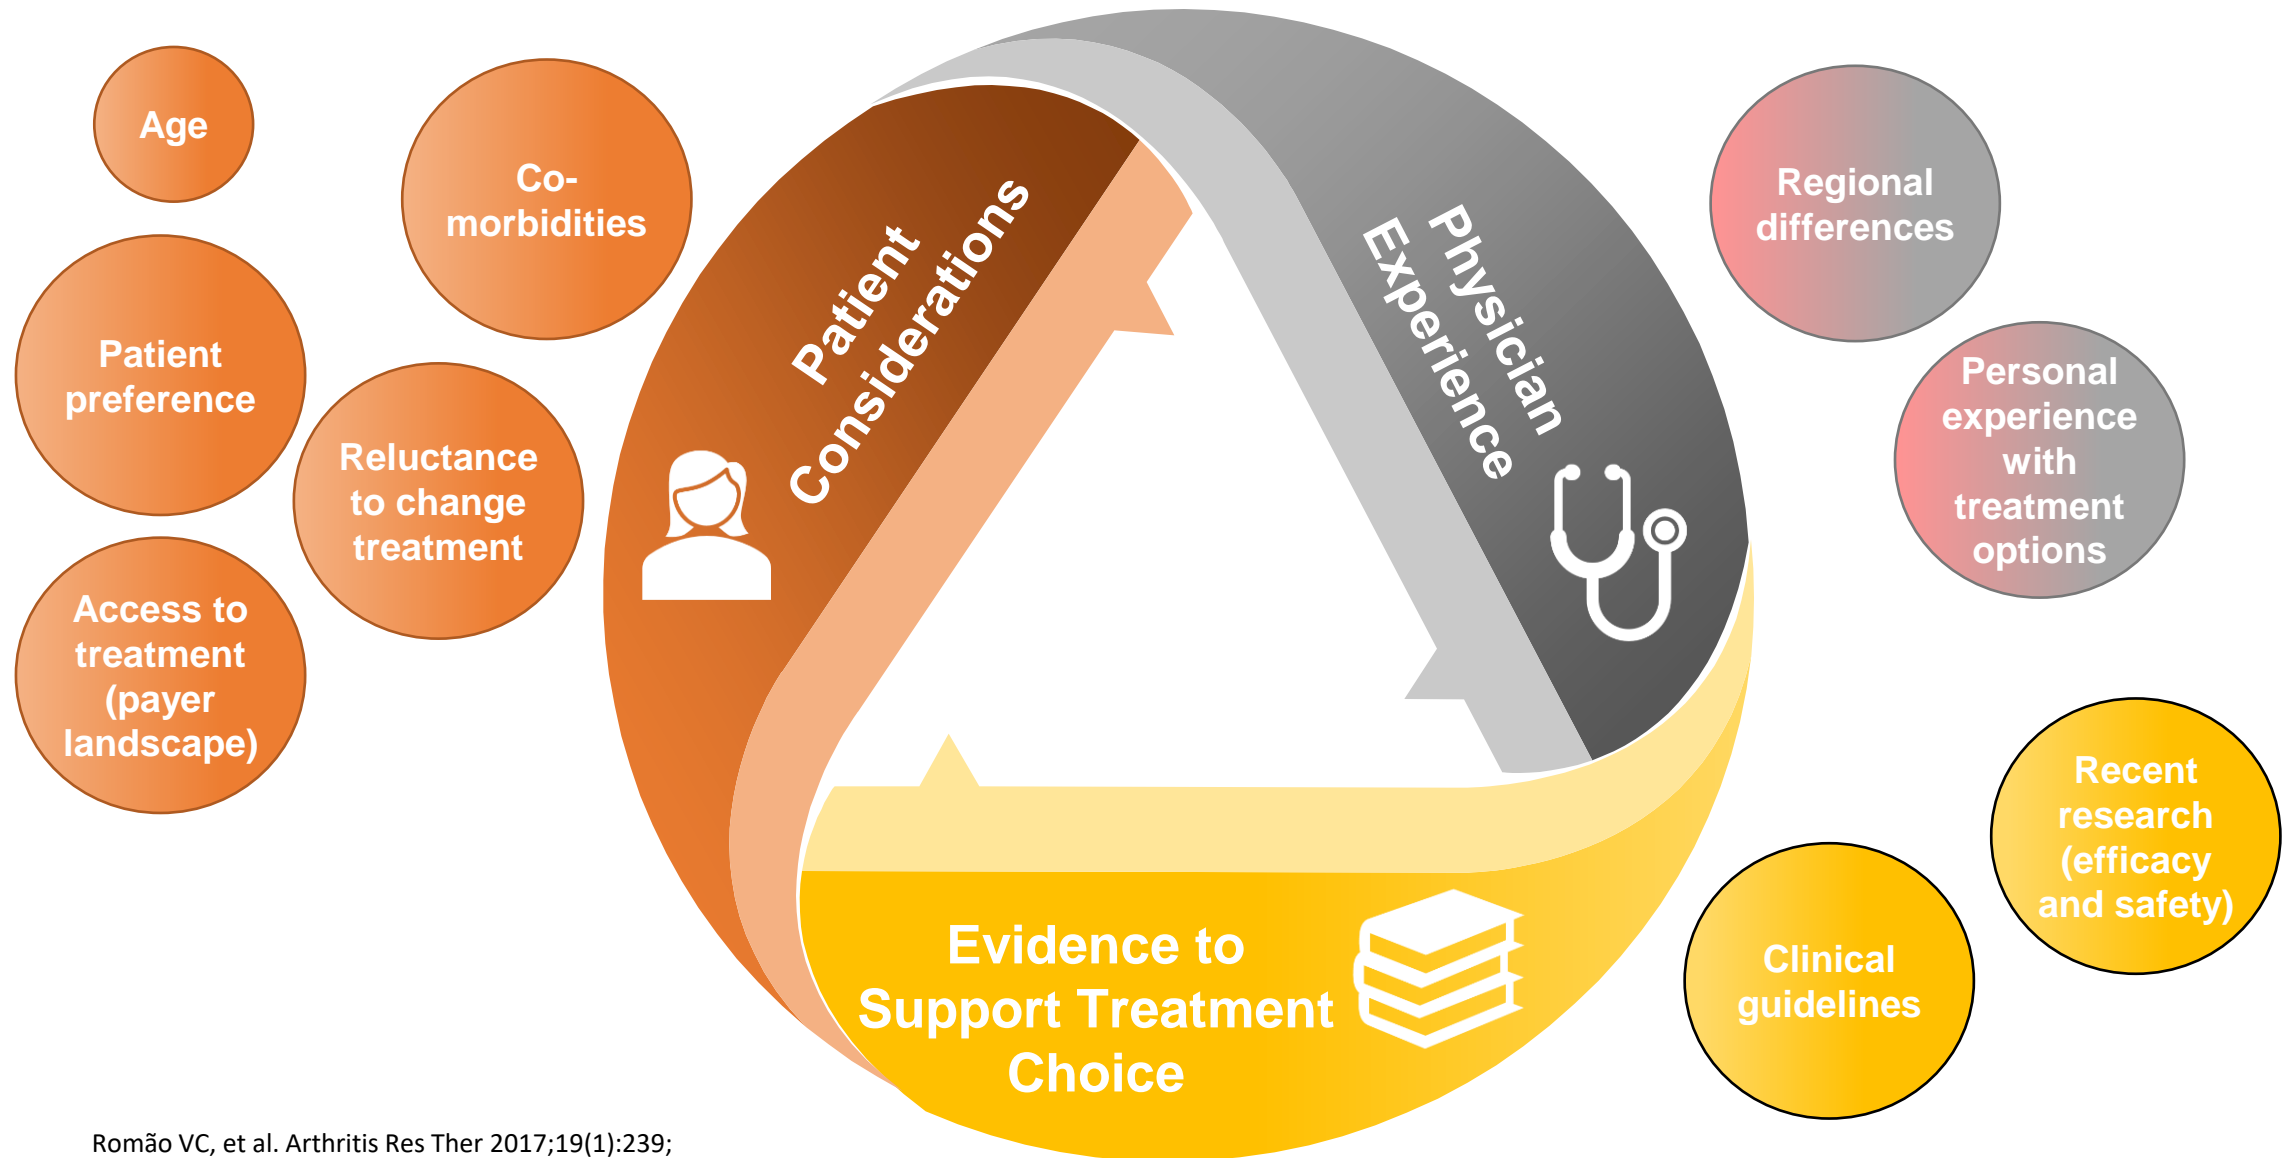 Age
Co-
morbidities
Patient
preference
Reluctance
to change
treatment
Access to
treatment
(payer
landscape)
Patient
Considerations
Physician
Experience
Regional
differences
Personal
experience
with
treatment
options
Evidence to
Support Treatment
Choice
Clinical
guidelines
Recent
research
(efficacy
and safety)
Romão VC, et al. Arthritis Res Ther 2017;19(1):239;